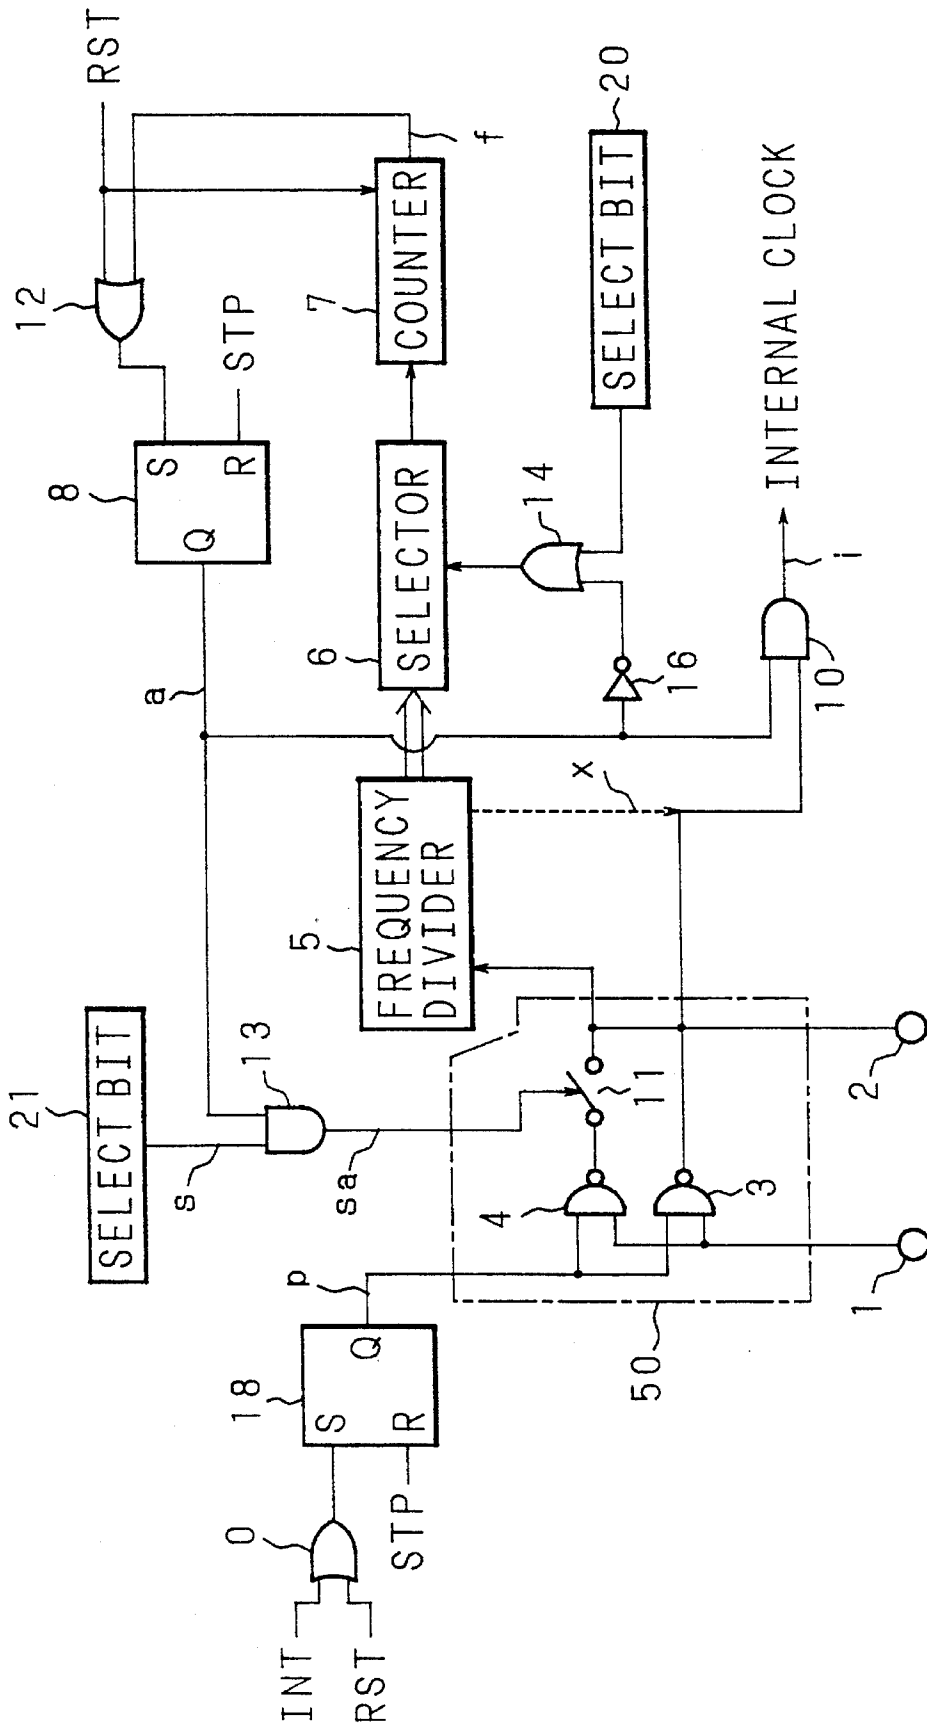 INT
RST
0
STP
S
R
Q
18
p
SELECT BIT
21
s
13
sa
50
4
3
11
1
2
FREQUENCY
DIVIDER
5
x
a
Q
S
R
8
STP
12
RST
SELECTOR
6
COUNTER
7
f
14
16
SELECT BIT
20
10
i
INTERNAL CLOCK